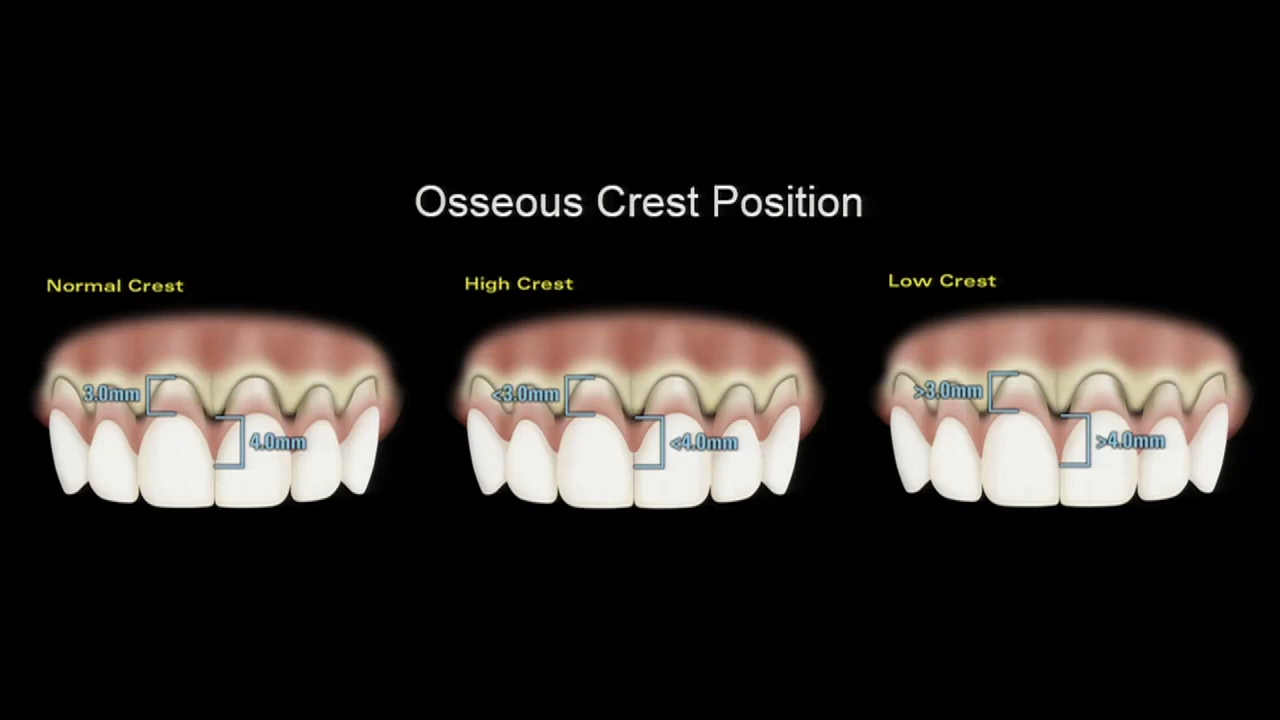 Osseous Crest Position
Normal Crest
High Crest
Low Crest
3.0mm
4.0mm
<3.0mm
<4.0mm
>3.0mm
>4.0mm